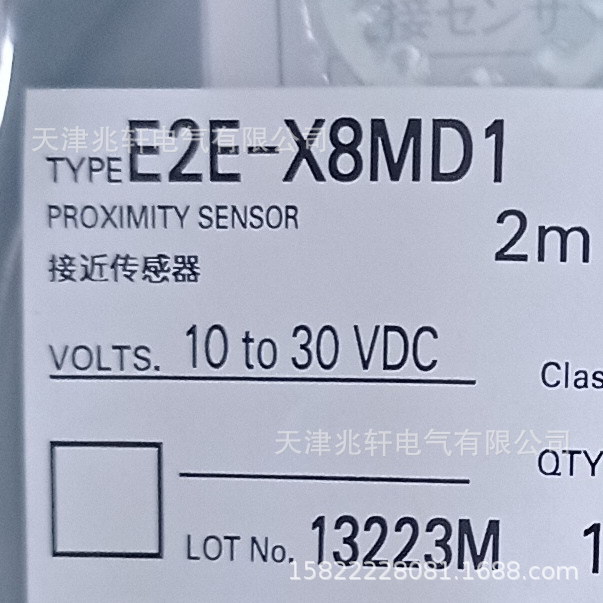 接センサ
天津兆轩电气有限公司
TYPE E2E-X8MD1
PROXIMITY SENSOR
2m
接近传感器
VOLTS. 10 to 30 VDC
Clas
天津兆轩电气有限公司
QTY
LOT No. 13223M 1
15822228081.1688.com